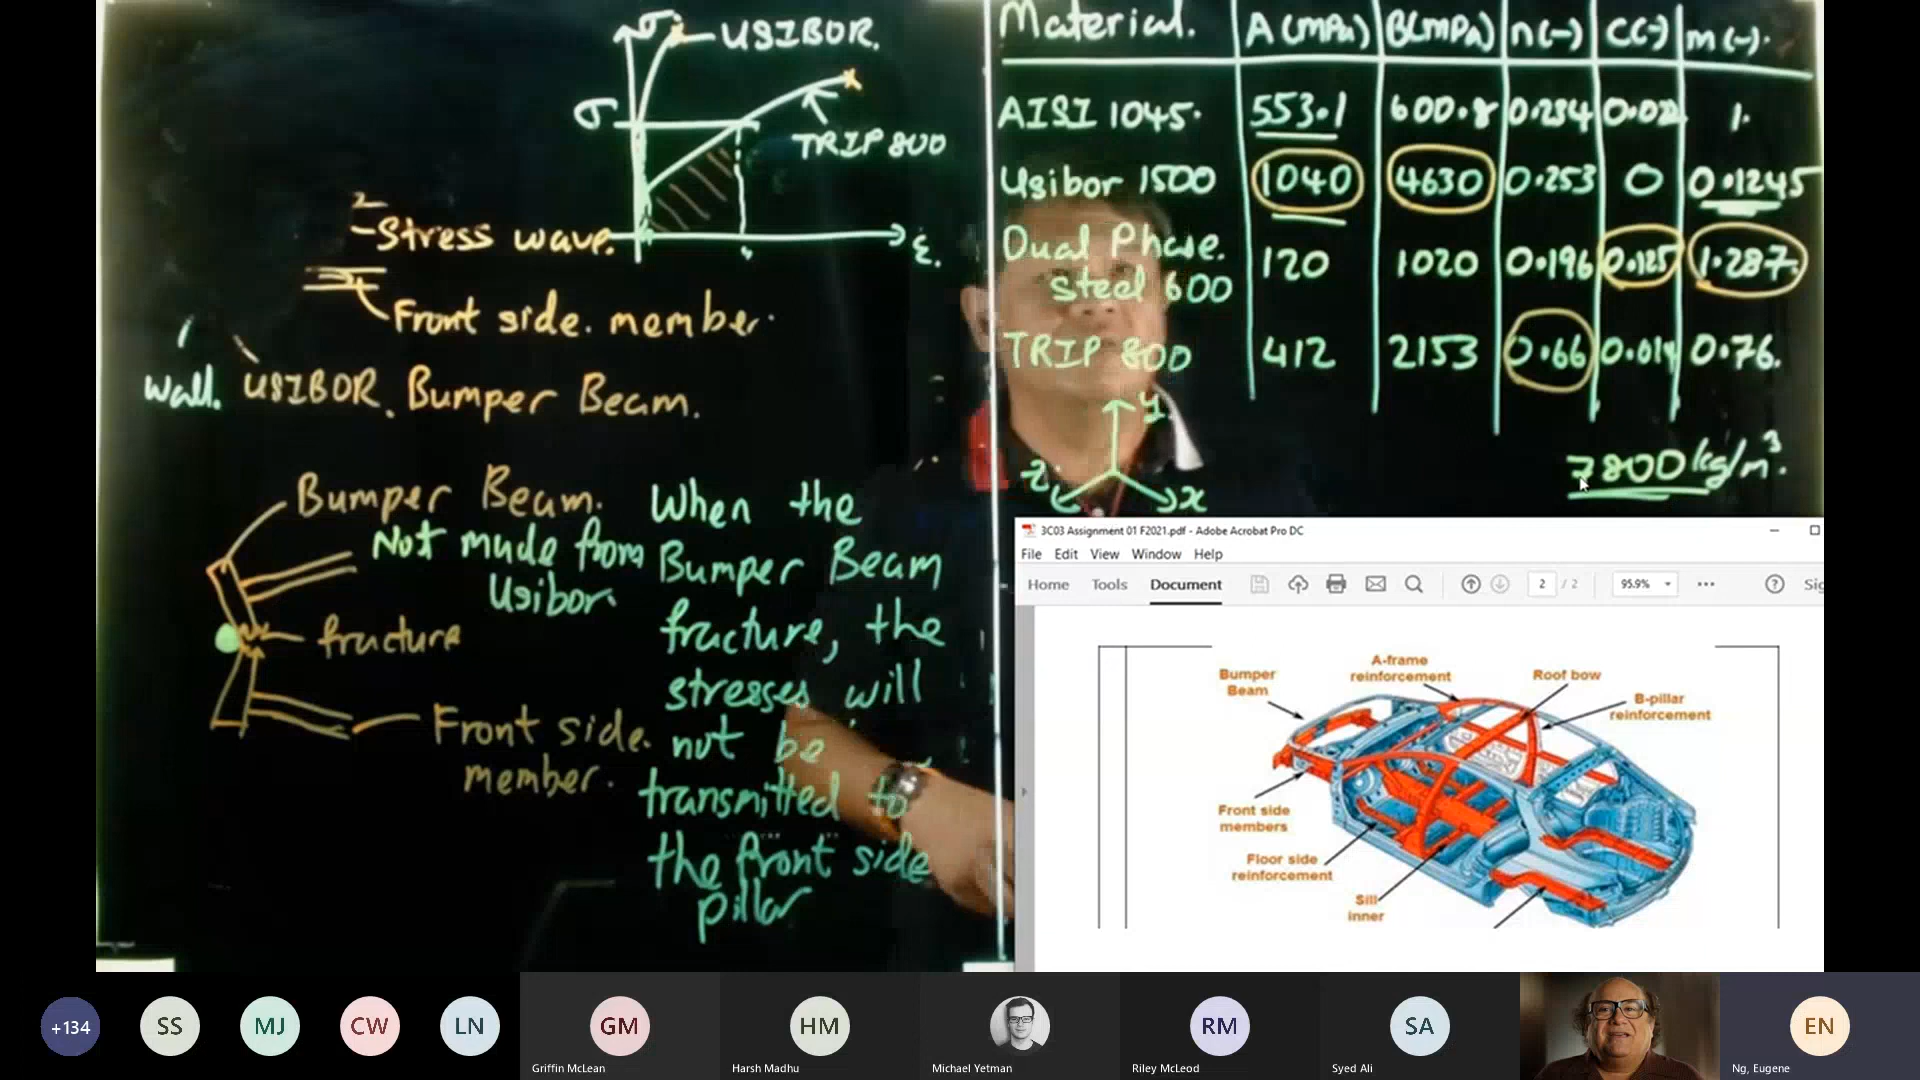 σ
USIBOR.
σ
TRIP 800
ε.
-Stress wave.
Front side. member.
Wall. USIBOR. Bumper Beam.
Bumper Beam.
Not made from
Usibor.
fracture
Front side.
member.
When the
Bumper Beam
fracture, the
stresses will
not be
transmitted to
the front side
pillar
Material. A (MPa) B(MPa) n(-) C(-) m(-).
AISI 1045. 553.1 600.8 0.234 1.
Usibor 1500 1040 4630 0.253 0 0.1245
Dual Phase. 120 1020 0.196 0.125 1.287.
Steel 600
TRIP 800 412 2153 0.66 0.76.
y
z x
7800 kg/m³.
3C03 Assignment 01 F2021.pdf - Adobe Acrobat Pro DC
File Edit View Window Help
Home Tools Document 2 / 2 95.9% ... ? Sig
Bumper
Beam
A-frame
reinforcement
Roof bow
B-pillar
reinforcement
Front side
members
Floor side
reinforcement
Sill
inner
+134 SS MJ CW LN GM HM RM SA EN
Griffin McLean Harsh Madhu Michael Yetman Riley McLeod Syed Ali Ng, Eugene